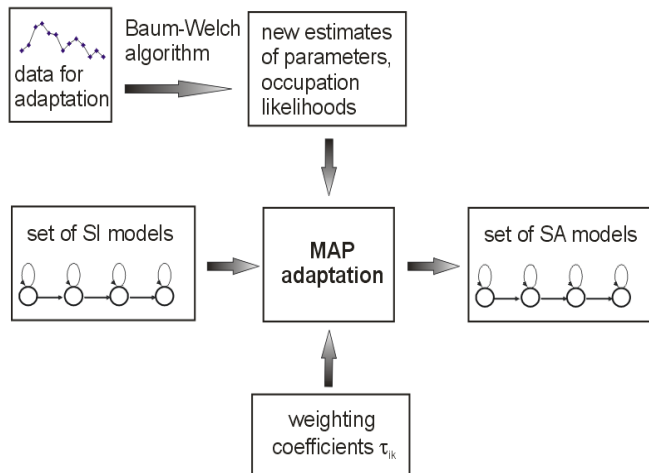 data for
adaptation
Baum-Welch
algorithm
new estimates
of parameters,
occupation
likelihoods
set of SI models
MAP
adaptation
set of SA models
weighting
coefficients τik